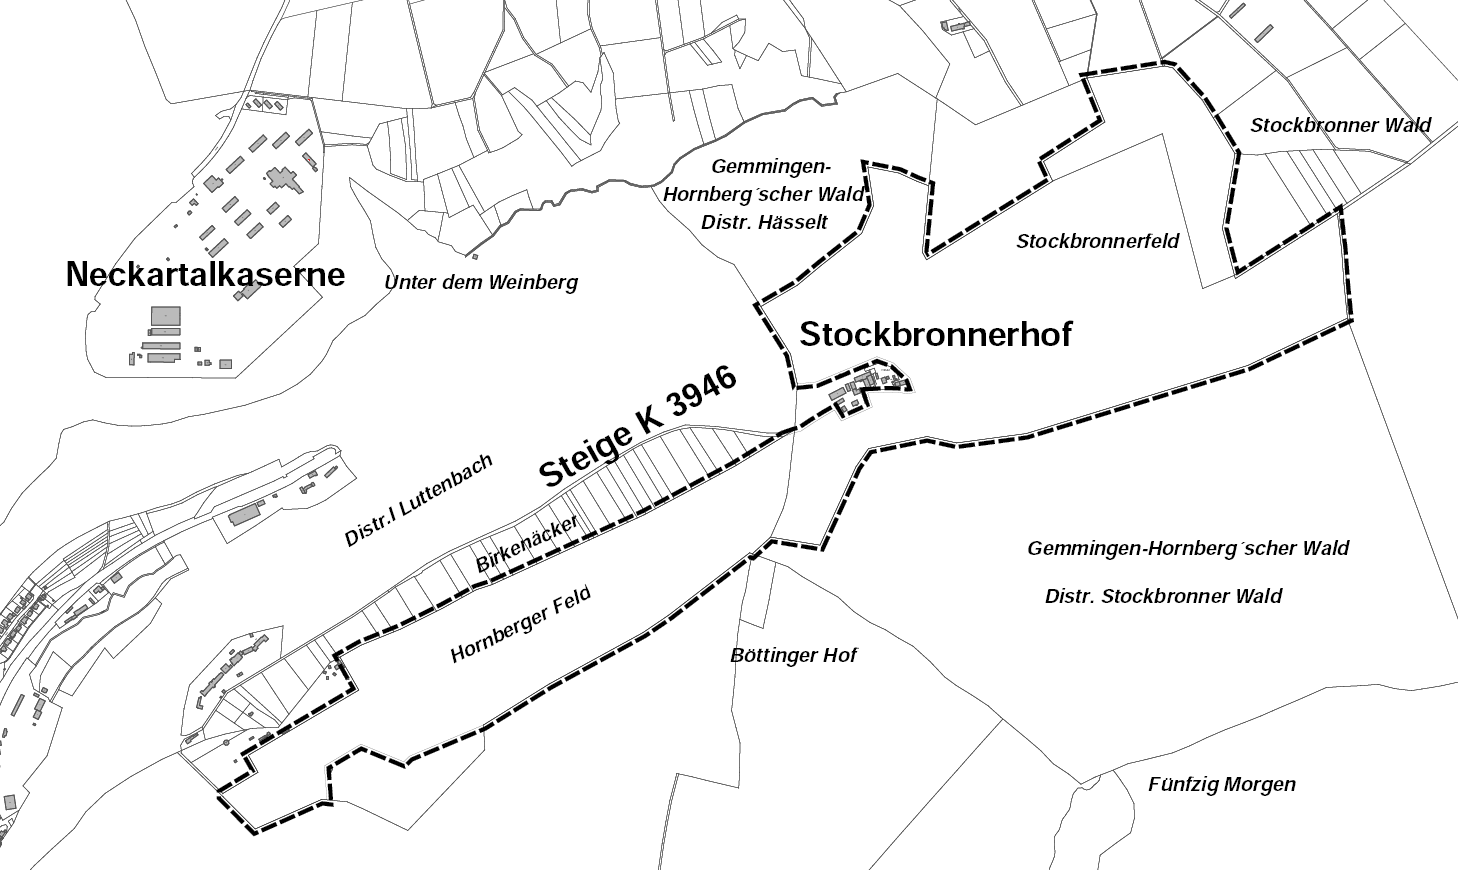 Stockbronner Wald
Gemmingen-
Hornberg´scher Wald
Distr. Hässelt
Stockbronnerfeld
Neckartalkaserne
Unter dem Weinberg
Stockbronnerhof
Steige K 3946
Distr.I Luttenbach
Birkenäcker
Gemmingen-Hornberg´scher Wald
Distr. Stockbronner Wald
Hornberger Feld
Böttinger Hof
Fünfzig Morgen